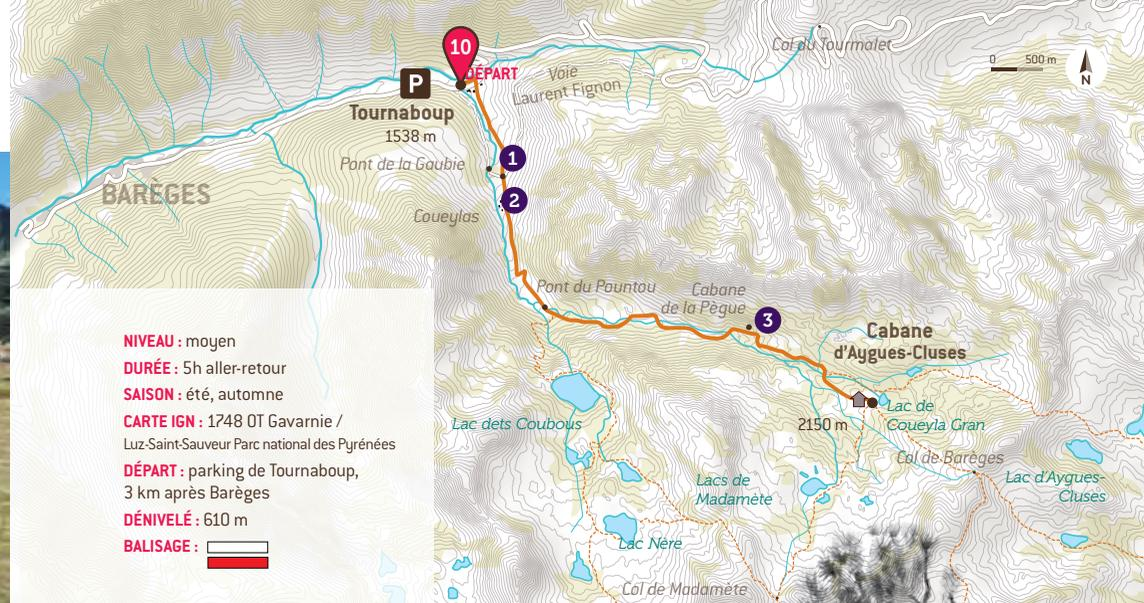 10
DÉPART
P
Tournaboup
1538 m
Voie
Laurent Fignon
Col du Tourmalet
0 500 m
N
Pont de la Gaubie
1
2
BARÈGES
Coueylas
Pont du Pountou
Cabane
de la Pègue
3
Cabane
d'Aygues-Cluses
2150 m
Lac de
Coueyla Gran
Lac dets Coubous
Col de Barèges
Lacs de
Madamète
Lac d'Aygues-
Cluses
Lac Nère
Col de Madamète
NIVEAU : moyen
DURÉE : 5h aller-retour
SAISON : été, automne
CARTE IGN : 1748 OT Gavarnie /
Luz-Saint-Sauveur Parc national des Pyrénées
DÉPART : parking de Tournaboup,
3 km après Barèges
DÉNIVELÉ : 610 m
BALISAGE :